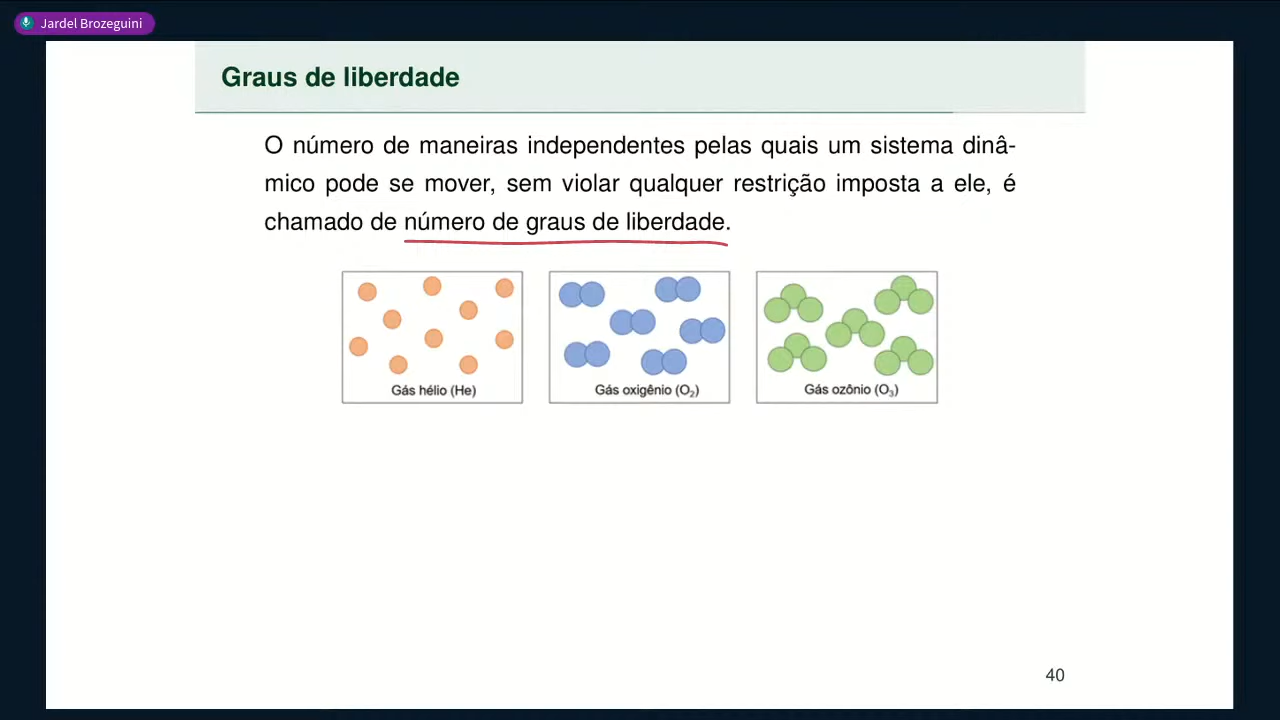 Jardel Brozeguini
Graus de liberdade
O número de maneiras independentes pelas quais um sistema dinâ-
mico pode se mover, sem violar qualquer restrição imposta a ele, é
chamado de número de graus de liberdade.
Gás hélio (He)
Gás oxigênio (O₂)
Gás ozônio (O₃)
40